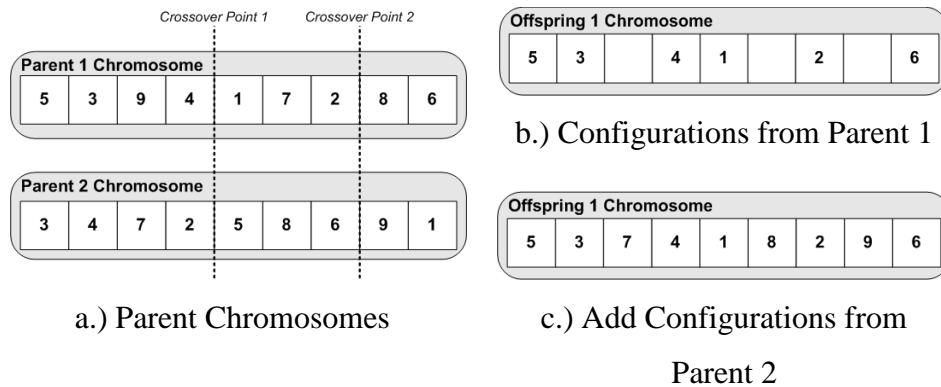 Crossover Point 1 Crossover Point 2
Parent 1 Chromosome
5 3 9 4 1 7 2 8 6
Parent 2 Chromosome
3 4 7 2 5 8 6 9 1
a.) Parent Chromosomes
Offspring 1 Chromosome
5 3 4 1 2 6
b.) Configurations from Parent 1
Offspring 1 Chromosome
5 3 7 4 1 8 2 9 6
c.) Add Configurations from
Parent 2